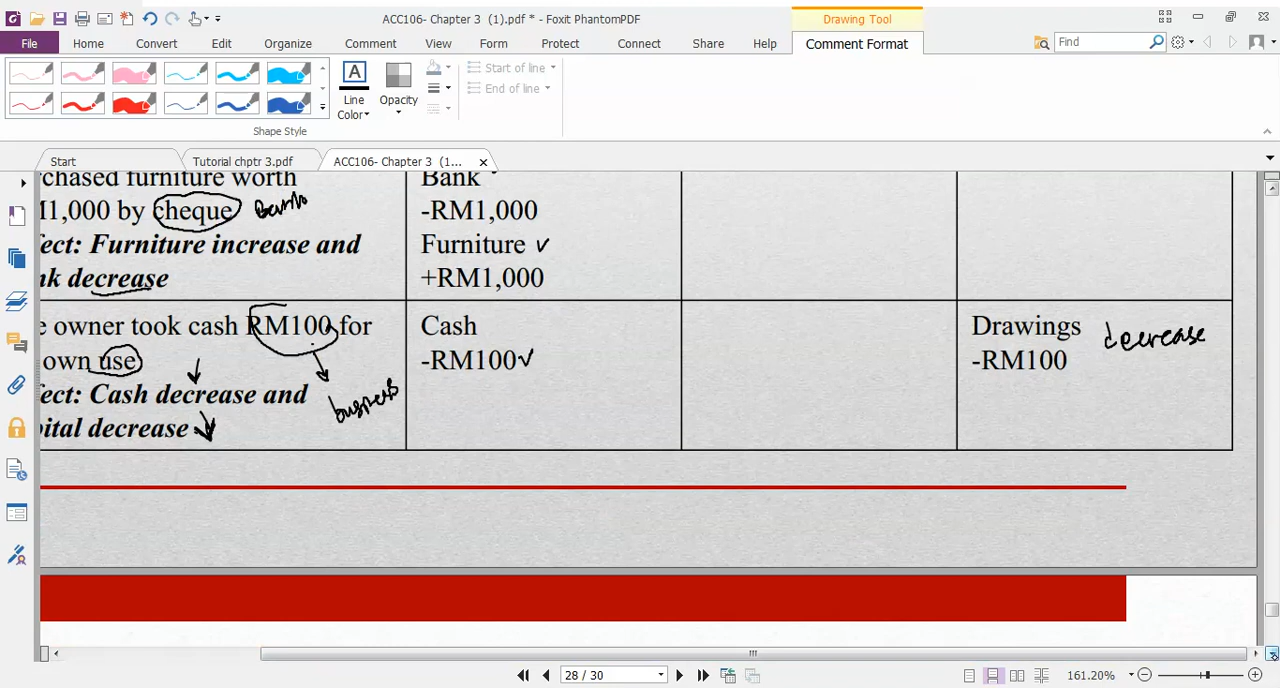 ACC106- Chapter 3 (1).pdf * - Foxit PhantomPDF
Drawing Tool
File Home Convert Edit Organize Comment View Form Protect Connect Share Help Comment Format Find
Line Color
Opacity
Start of line
End of line
Shape Style
Start
Tutorial chptr 3.pdf
ACC106- Chapter 3 (1...
rchased furniture worth
M1,000 by cheque Bank
fect: Furniture increase and
nk decrease
Bank
-RM1,000
Furniture
+RM1,000
e owner took cash RM100 for
own use
fect: Cash decrease and
pital decrease
business
Cash
-RM100
Drawings
-RM100
decrease
28 / 30
161.20%